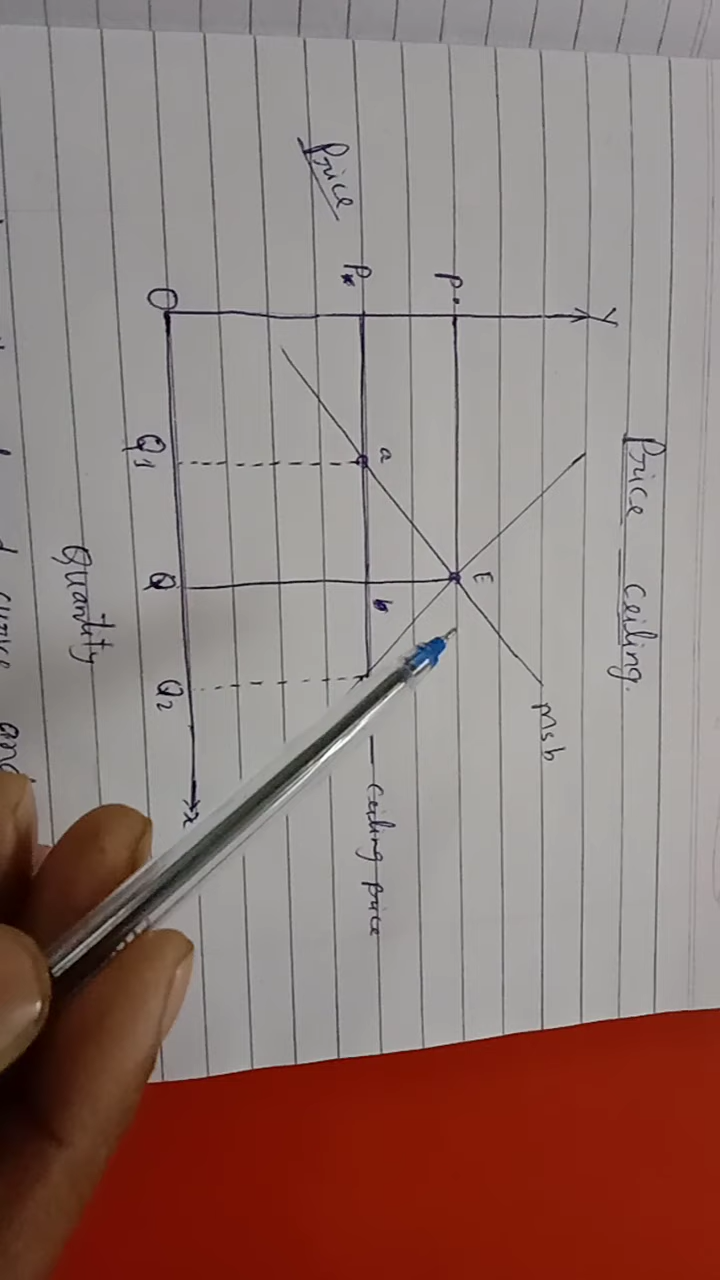 Price ceiling.
Y
P.
E
Msb
Price
P*
a
b
ceiling price
O
Q1
Q
Q2
x
Quantity